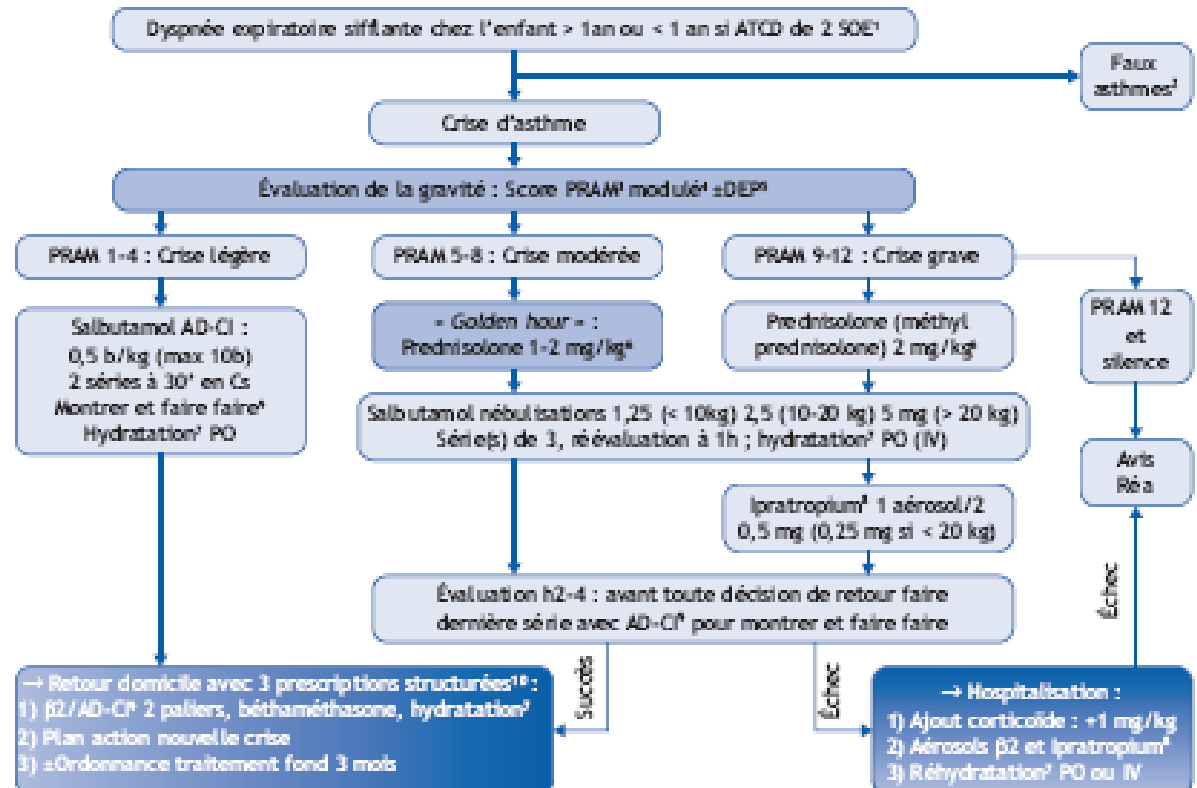 Dyspnée expiratoire sifflante chez l'enfant > 1an ou < 1 an si ATCD de 2 SOE¹
Faux
asthmes²
Crise d'asthme
Évaluation de la gravité : Score PRAM³ modulé⁴ ±DEP⁵
PRAM 1-4 : Crise légère
PRAM 5-8 : Crise modérée
PRAM 9-12 : Crise grave
Salbutamol AD-CI :
0,5 b/kg (max 10b)
2 séries à 30' en Cs
Montrer et faire faire
Hydratation⁷ PO
« Golden hour » :
Prednisolone 1-2 mg/kg⁶
Prednisolone (méthyl
prednisolone) 2 mg/kg⁶
PRAM 12
et
silence
Salbutamol nébulisations 1,25 (< 10kg) 2,5 (10-20 kg) 5 mg (> 20 kg)
Série(s) de 3, réévaluation à 1h ; hydratation⁷ PO (IV)
Avis
Réa
Ipratropium⁸ 1 aérosol/2
0,5 mg (0,25 mg si < 20 kg)
Évaluation h2-4 : avant toute décision de retour faire
dernière série avec AD-CI⁹ pour montrer et faire faire
Échec
Succès
Échec
→ Retour domicile avec 3 prescriptions structurées¹⁰ :
1) β2/AD-CI⁹ 2 paliers, béthaméthasone, hydratation⁷
2) Plan action nouvelle crise
3) ±Ordonnance traitement fond 3 mois
→ Hospitalisation :
1) Ajout corticoïde : +1 mg/kg
2) Aérosols β2 et Ipratropium⁸
3) Réhydratation⁷ PO ou IV